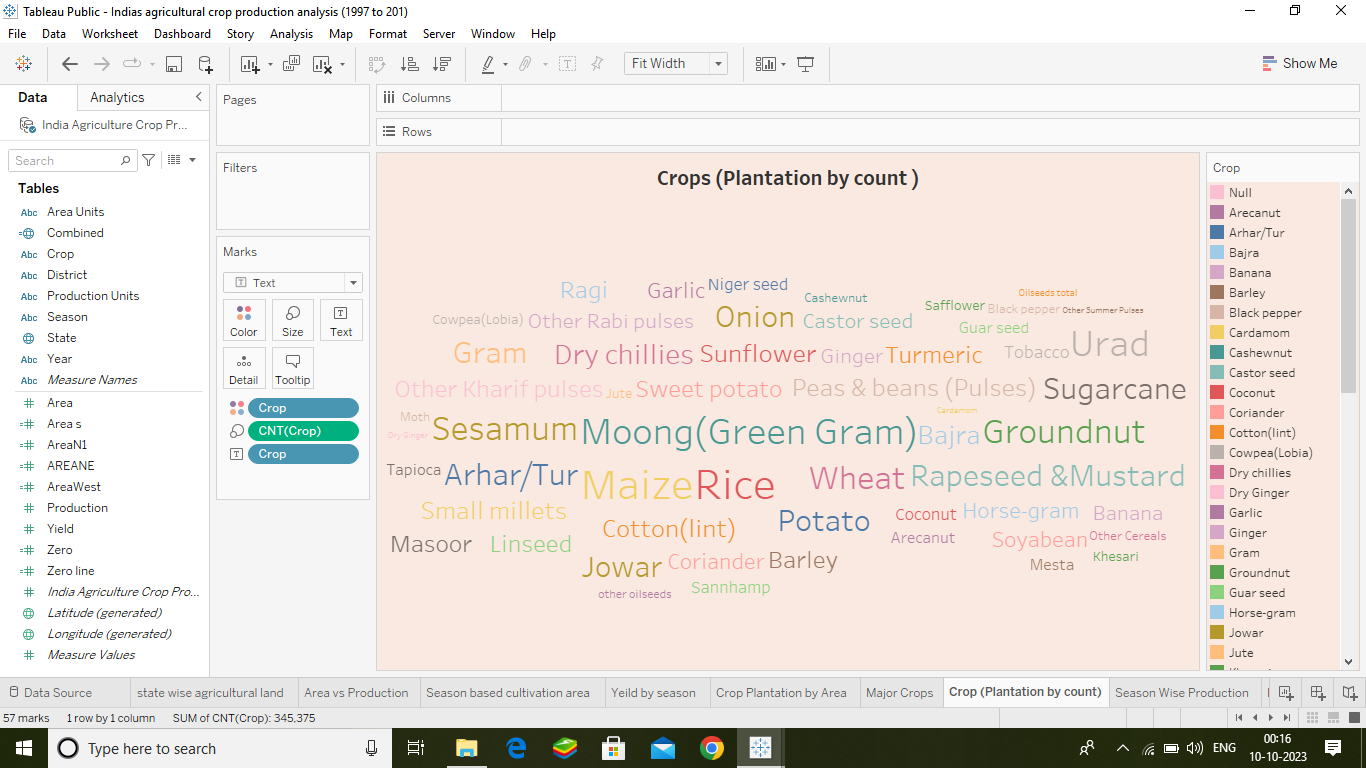 Tableau Public - Indias agricultural crop production analysis (1997 to 201)
File Data Worksheet Dashboard Story Analysis Map Format Server Window Help
Fit Width
Show Me
Data Analytics
India Agriculture Crop Pr...
Search
Tables
Abc Area Units
Combined
Abc Crop
Abc District
Abc Production Units
Abc Season
State
Abc Year
Abc Measure Names
Area
Area s
AreaN1
AREANE
AreaWest
Production
Yield
Zero
Zero line
India Agriculture Crop Pro...
Latitude (generated)
Longitude (generated)
Measure Values
Pages
Filters
Marks
Text
Color Size Text
Detail Tooltip
Crop
CNT(Crop)
Crop
Columns
Rows
Crops (Plantation by count )
Ragi Garlic Niger seed Cashewnut Safflower Oilseeds total
Cowpea(Lobia) Other Rabi pulses Onion Castor seed Black pepper Other Summer Pulses
Guar seed
Gram Dry chillies Sunflower Ginger Turmeric Tobacco Urad
Other Kharif pulses Jute Sweet potato Peas & beans (Pulses) Sugarcane
Moth Cardamom
Dry Ginger Sesamum Moong(Green Gram) Bajra Groundnut
Tapioca Arhar/Tur Maize Rice Wheat Rapeseed &Mustard
Small millets Cotton(lint) Potato Coconut Horse-gram Banana
Masoor Linseed Arecanut Soyabean Other Cereals
Jowar Coriander Barley Mesta Khesari
other oilseeds Sannhamp
Crop
Null
Arecanut
Arhar/Tur
Bajra
Banana
Barley
Black pepper
Cardamom
Cashewnut
Castor seed
Coconut
Coriander
Cotton(lint)
Cowpea(Lobia)
Dry chillies
Dry Ginger
Garlic
Ginger
Gram
Groundnut
Guar seed
Horse-gram
Jowar
Jute
Data Source state wise agricultural land Area vs Production Season based cultivation area Yeild by season Crop Plantation by Area Major Crops Crop (Plantation by count) Season Wise Production
57 marks 1 row by 1 column SUM of CNT(Crop): 345,375
Type here to search
ENG 00:16
10-10-2023